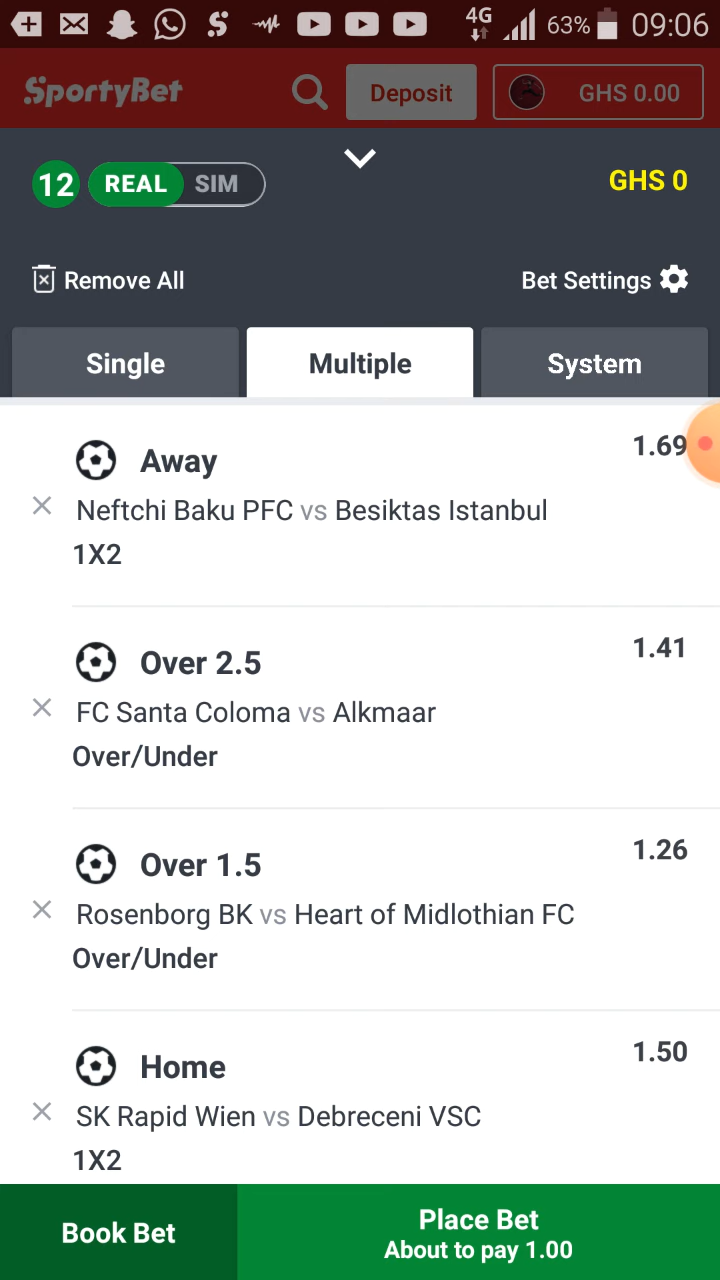 4G 63% 09:06
SportyBet Deposit GHS 0.00
12 REAL SIM GHS 0
Remove All Bet Settings
Single Multiple System
Away 1.69
Neftchi Baku PFC vs Besiktas Istanbul
1X2
Over 2.5 1.41
FC Santa Coloma vs Alkmaar
Over/Under
Over 1.5 1.26
Rosenborg BK vs Heart of Midlothian FC
Over/Under
Home 1.50
SK Rapid Wien vs Debreceni VSC
1X2
Book Bet
Place Bet
About to pay 1.00